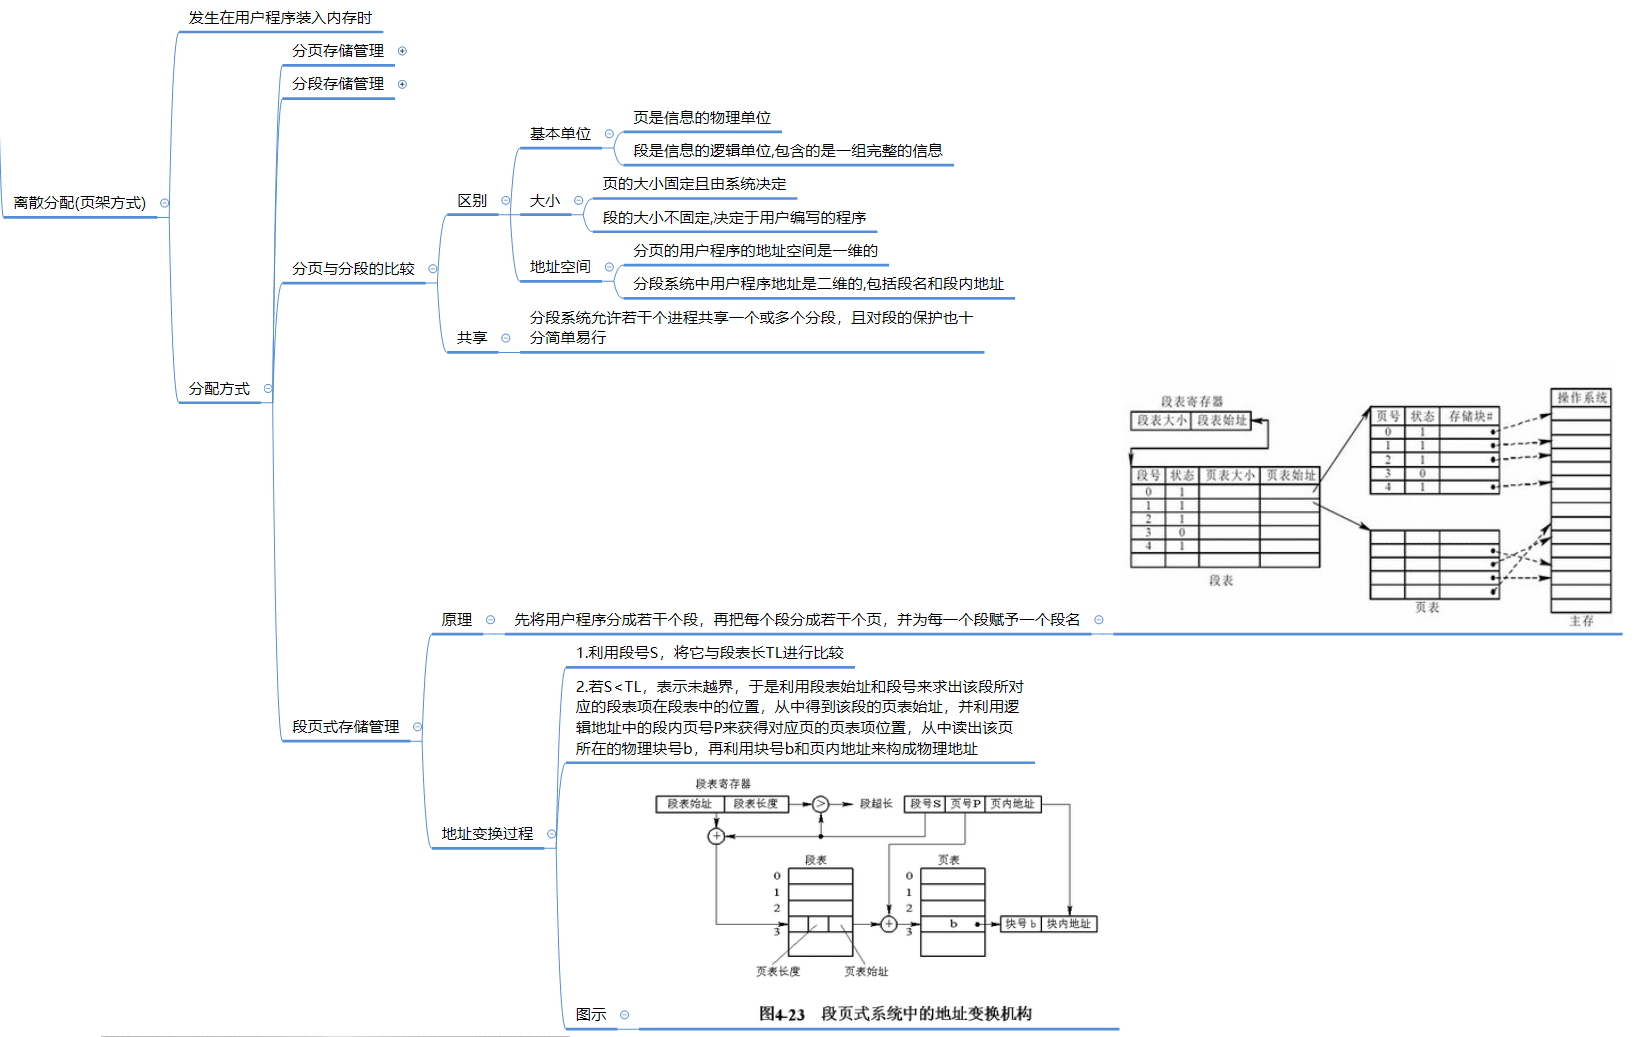 发生在用户程序装入内存时
分页存储管理
分段存储管理
页是信息的物理单位
基本单位
段是信息的逻辑单位,包含的是一组完整的信息
页的大小固定且由系统决定
离散分配(页架方式)
区别
大小
段的大小不固定,决定于用户编写的程序
分页的用户程序的地址空间是一维的
分页与分段的比较
地址空间
分段系统中用户程序地址是二维的,包括段名和段内地址
分段系统允许若干个进程共享一个或多个分段，且对段的保护也十
共享
分简单易行
分配方式
段表寄存器
段表大小 段表始址
段号 状态 页表大小 页表始址
0 1
1 1
2 1
3 0
4 1
段表
页号 状态 存储块#
0 1
1 1
2 1
3 0
4 1
页表
操作系统
主存
原理
先将用户程序分成若干个段，再把每个段分成若干个页，并为每一个段赋予一个段名
1.利用段号S，将它与段表长TL进行比较
2.若S<TL，表示未越界，于是利用段表始址和段号来求出该段所对
应的段表项在段表中的位置，从中得到该段的页表始址，并利用逻
辑地址中的段内页号P来获得对应页的页表项位置，从中读出该页
所在的物理块号b，再利用块号b和页内地址来构成物理地址
段页式存储管理
地址变换过程
段表寄存器
段表始址 段表长度
>
段超长
段号S 页号P 页内地址
+
段表
0
1
2
3
页表长度
页表始址
+
页表
0
1
2
3
b
块号b 块内地址
图示
图4-23 段页式系统中的地址变换机构